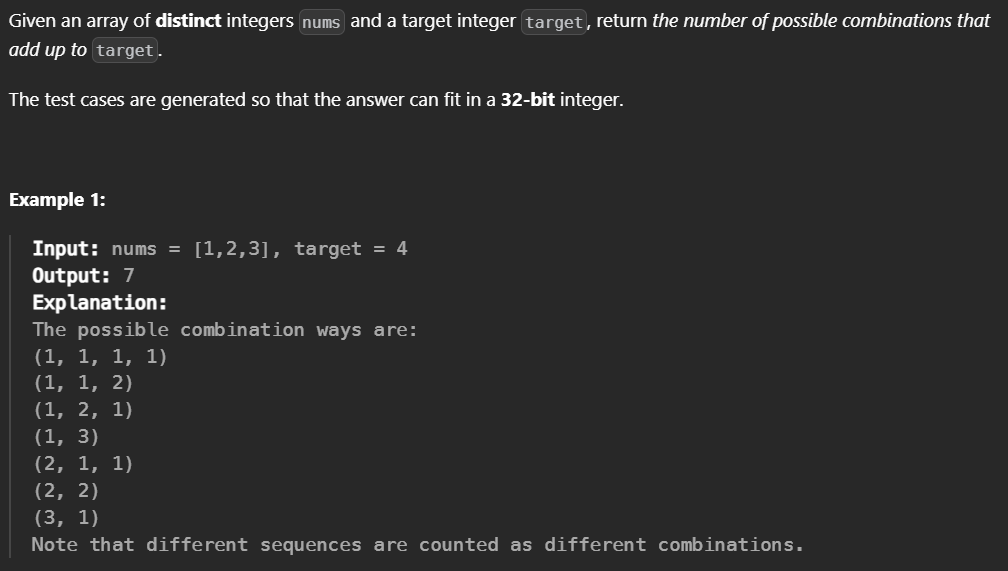 Given an array of distinct integers nums and a target integer target, return the number of possible combinations that
add up to target.
The test cases are generated so that the answer can fit in a 32-bit integer.
Example 1:
Input: nums = [1,2,3], target = 4
Output: 7
Explanation:
The possible combination ways are:
(1, 1, 1, 1)
(1, 1, 2)
(1, 2, 1)
(1, 3)
(2, 1, 1)
(2, 2)
(3, 1)
Note that different sequences are counted as different combinations.